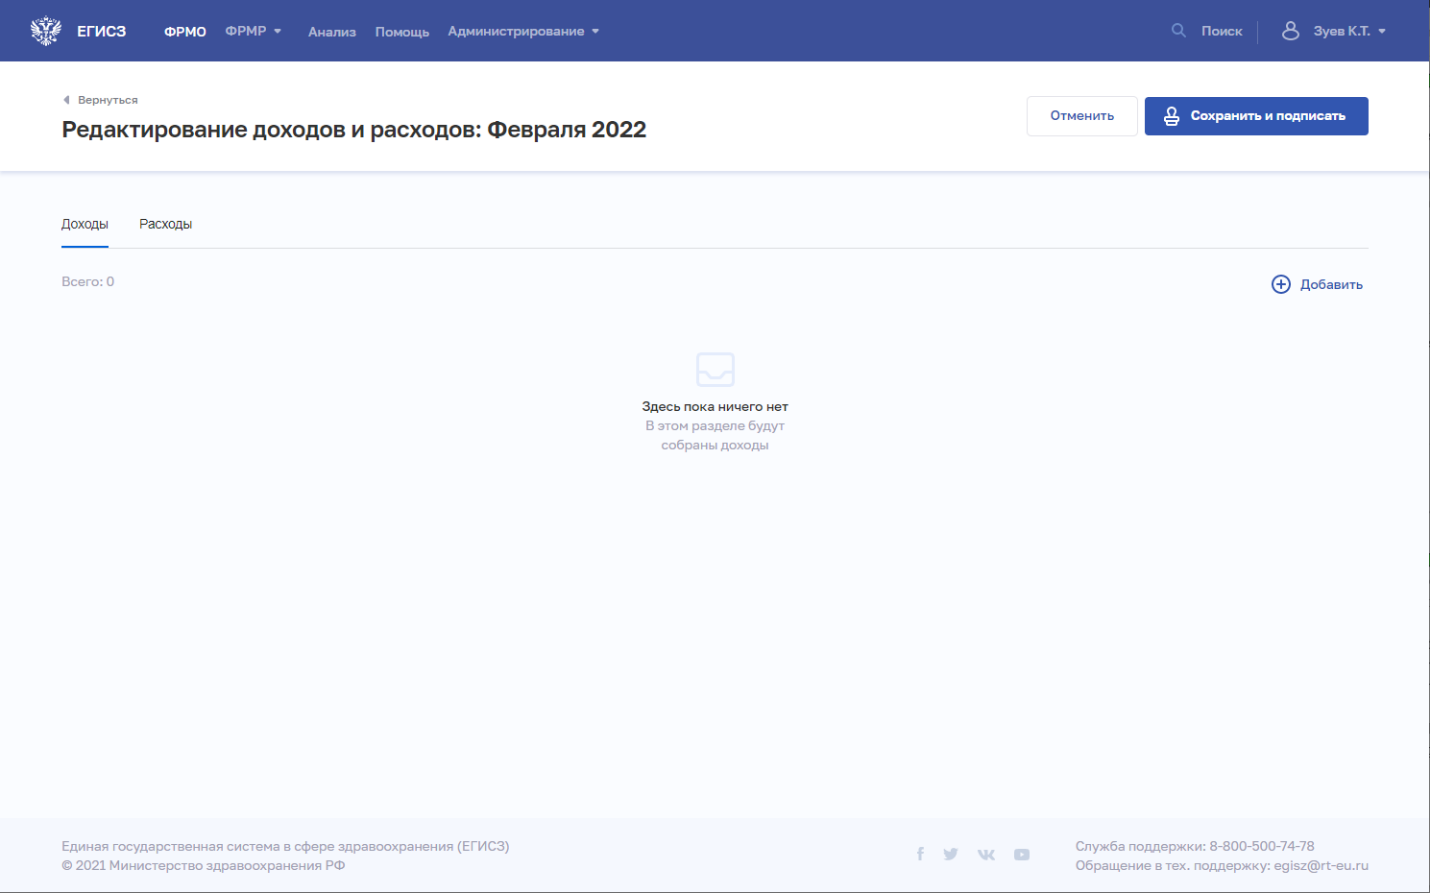 ЕГИСЗ ФРМО ФРМР Анализ Помощь Администрирование Поиск Зуев К.Т.
Вернуться
Редактирование доходов и расходов: Февраля 2022
Отменить
Сохранить и подписать
Доходы Расходы
Всего: 0
Добавить
Здесь пока ничего нет
В этом разделе будут
собраны доходы
Единая государственная система в сфере здравоохранения (ЕГИСЗ)
© 2021 Министерство здравоохранения РФ
Служба поддержки: 8-800-500-74-78
Обращение в тех. поддержку: egisz@rt-eu.ru